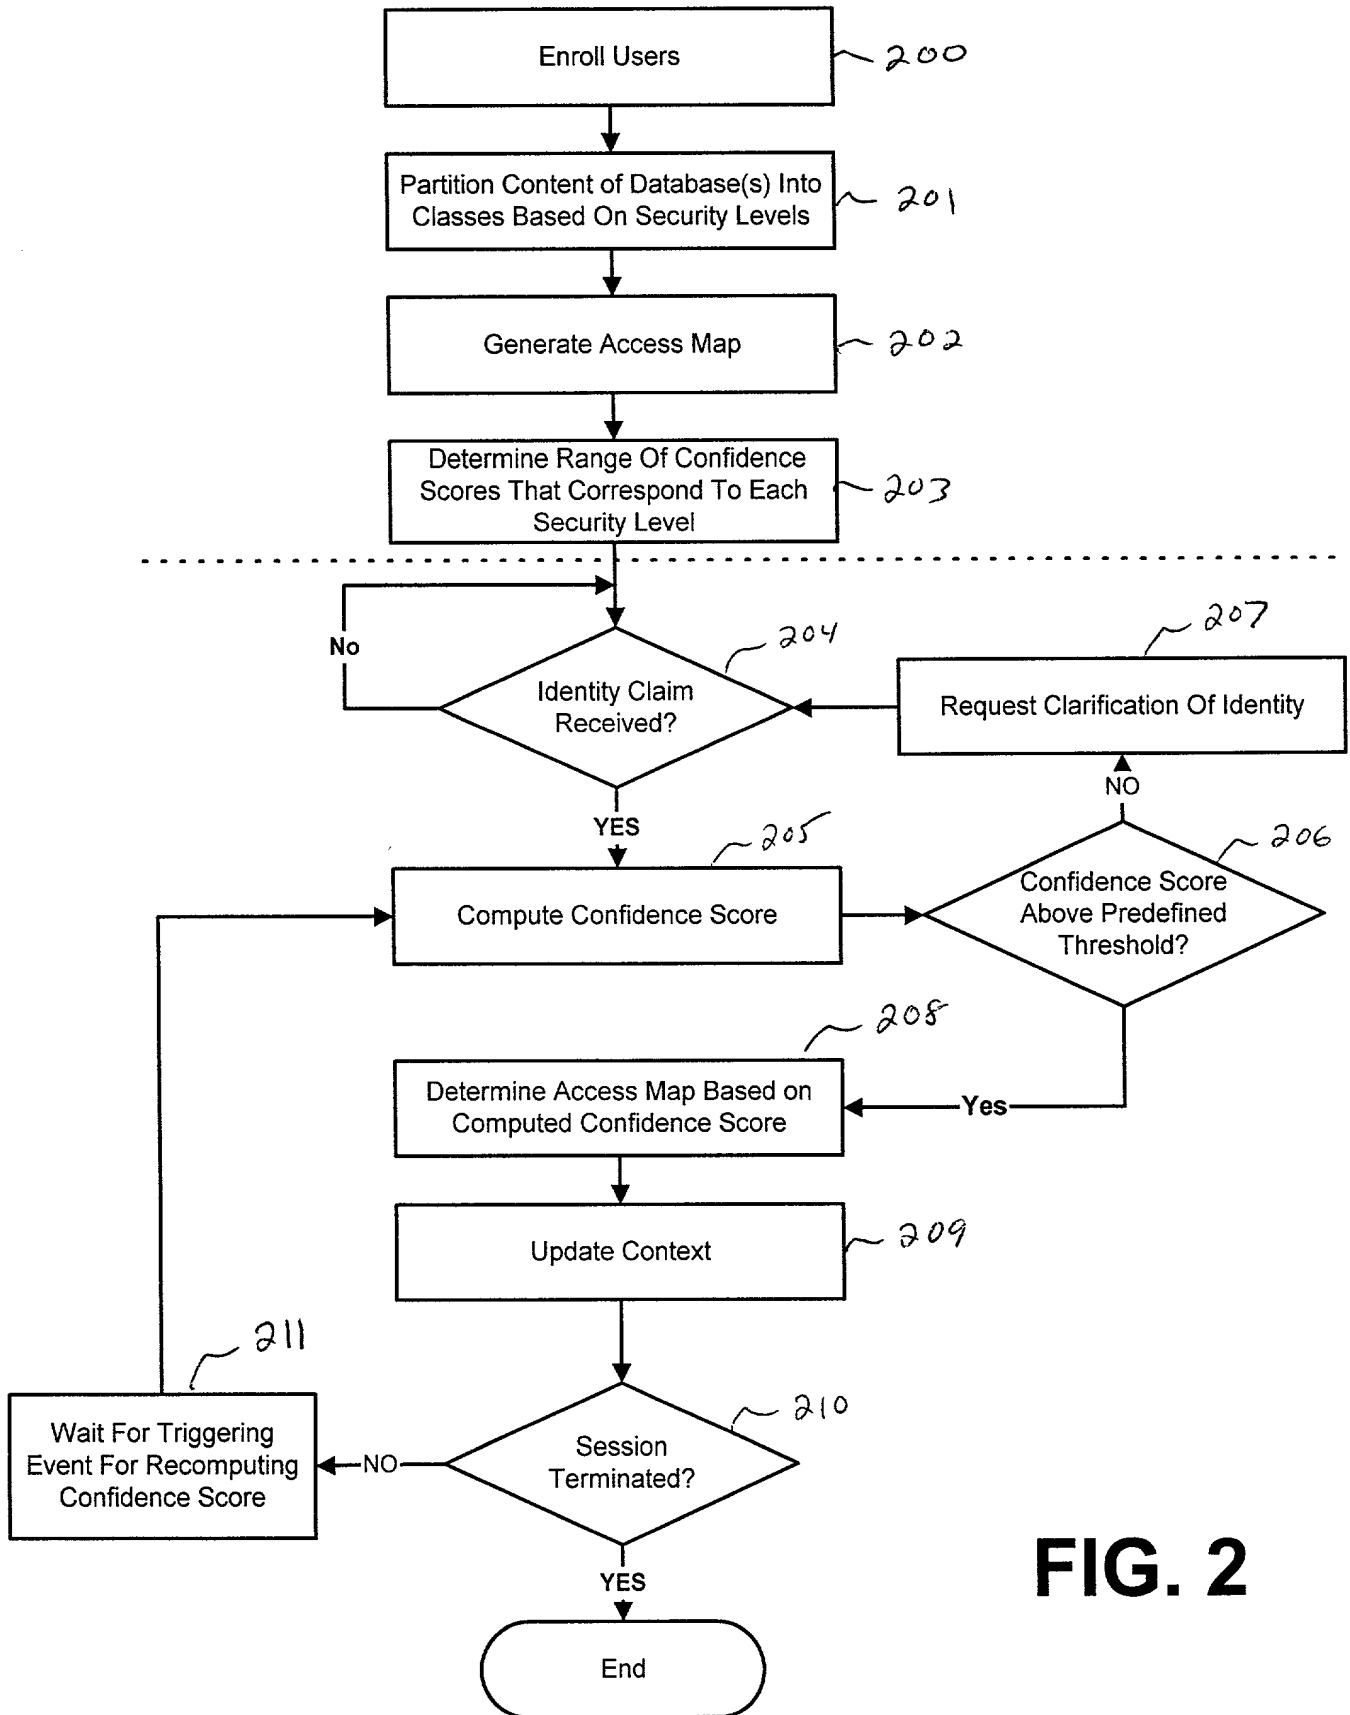 Enroll Users
200
Partition Content of Database(s) Into
Classes Based On Security Levels
201
Generate Access Map
202
Determine Range Of Confidence
Scores That Correspond To Each
Security Level
203
No
Identity Claim
Received?
204
207
Request Clarification Of Identity
NO
YES
205
Compute Confidence Score
206
Confidence Score
Above Predefined
Threshold?
208
Determine Access Map Based on
Computed Confidence Score
Yes
Update Context
209
211
Wait For Triggering
Event For Recomputing
Confidence Score
NO
210
Session
Terminated?
YES
End
FIG. 2